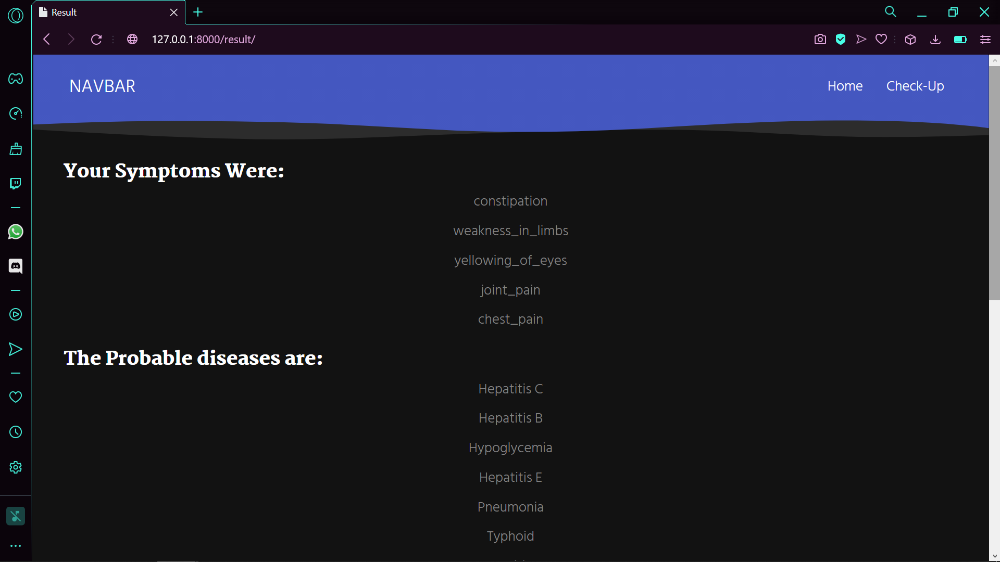 Result
127.0.0.1:8000/result/
NAVBAR
Home
Check-Up
Your Symptoms Were:
constipation
weakness_in_limbs
yellowing_of_eyes
joint_pain
chest_pain
The Probable diseases are:
Hepatitis C
Hepatitis B
Hypoglycemia
Hepatitis E
Pneumonia
Typhoid